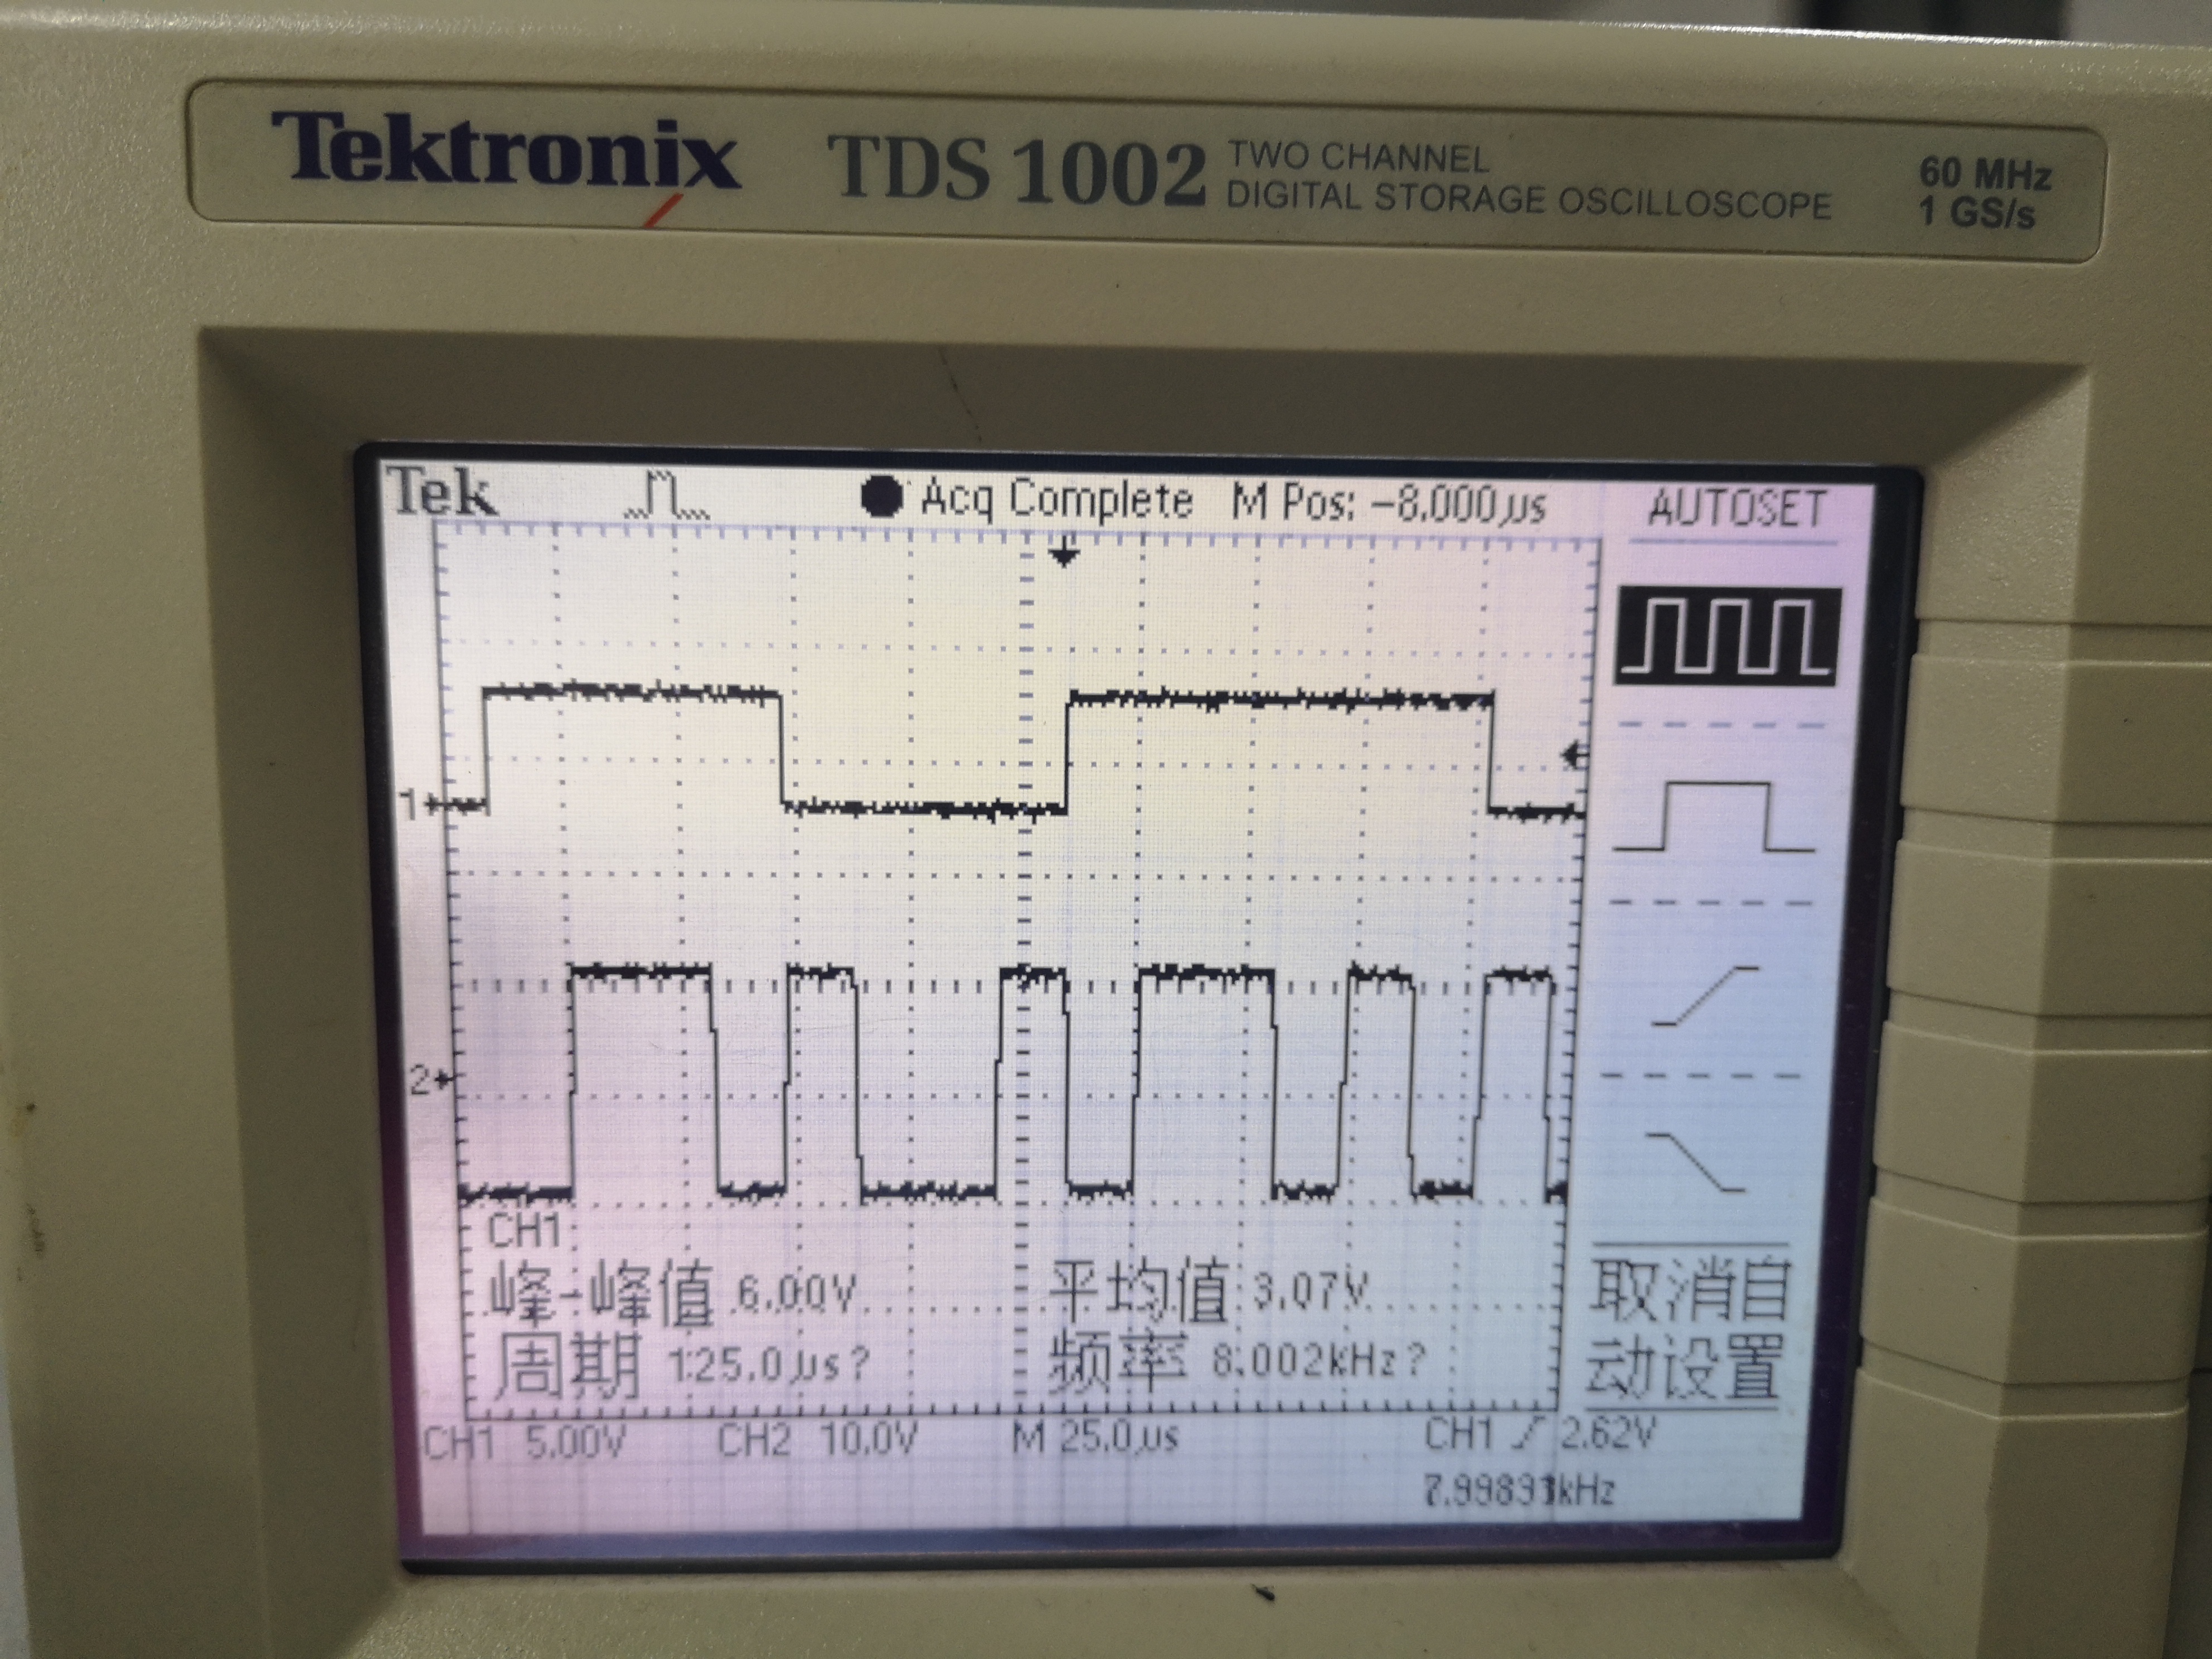 Tektronix TDS 1002 TWO CHANNEL
DIGITAL STORAGE OSCILLOSCOPE
60 MHz
1 GS/s
Tek Acq Complete M Pos: -8.000µs AUTOSET
1
2
CH1
峰-峰值 6.00V 平均值 3.07V
周期 125.0µs? 频率 8.002kHz?
取消自
动设置
CH1 5.00V CH2 10.0V M 25.0µs CH1 2.62V